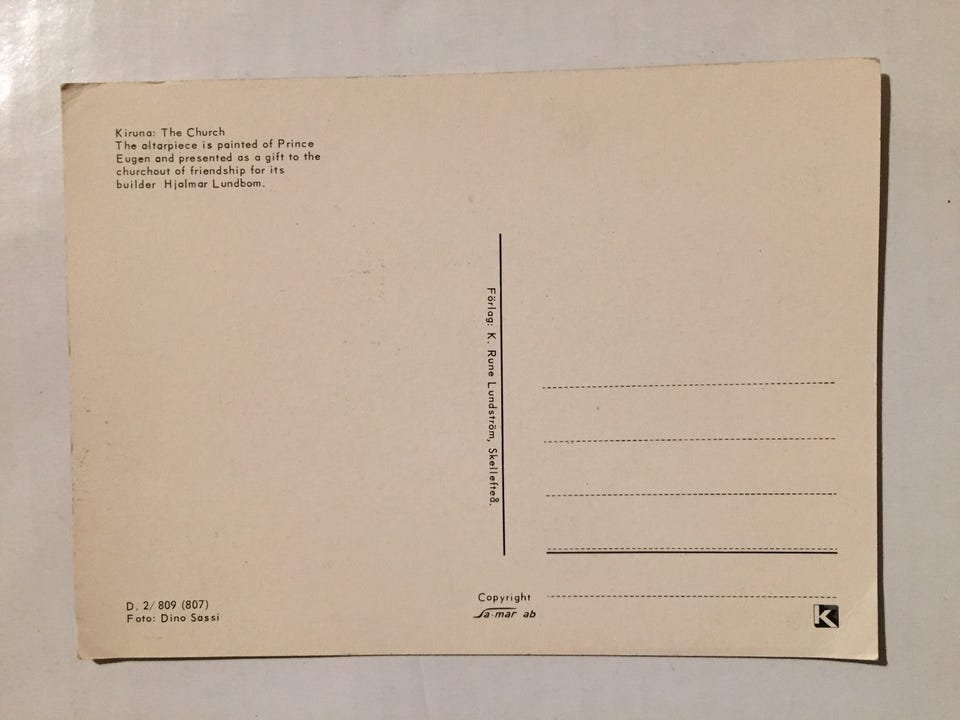 Kiruna: The Church
The altarpiece is painted of Prince
Eugen and presented as a gift to the
churchout of friendship for its
builder Hjalmar Lundbom.
Förlag: K. Rune Lundström, Skellefteå.
D. 2/ 809 (807)
Foto: Dino Sassi
Copyright
Sa-mär ab
K